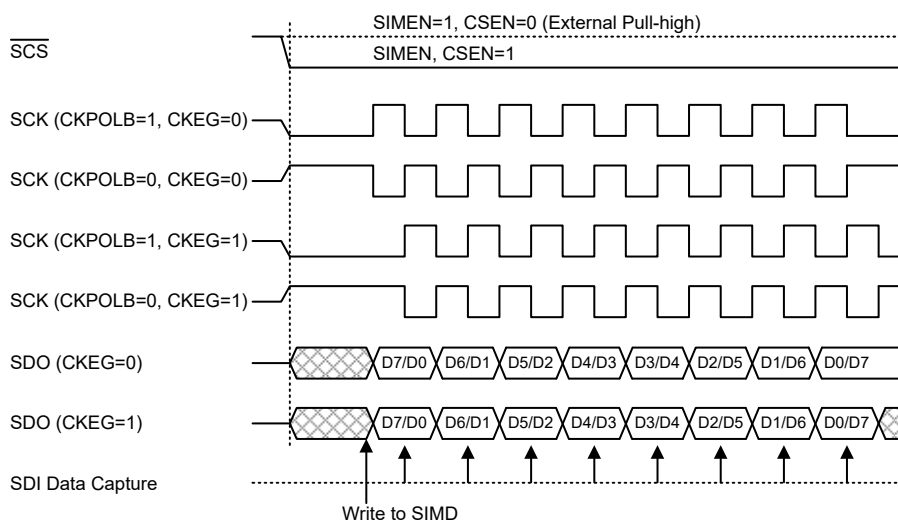 SIMEN=1, CSEN=0 (External Pull-high)
SCS
SIMEN, CSEN=1
SCK (CKPOLB=1, CKEG=0)
SCK (CKPOLB=0, CKEG=0)
SCK (CKPOLB=1, CKEG=1)
SCK (CKPOLB=0, CKEG=1)
SDO (CKEG=0) D7/D0 D6/D1 D5/D2 D4/D3 D3/D4 D2/D5 D1/D6 D0/D7
SDO (CKEG=1) D7/D0 D6/D1 D5/D2 D4/D3 D3/D4 D2/D5 D1/D6 D0/D7
SDI Data Capture
Write to SIMD